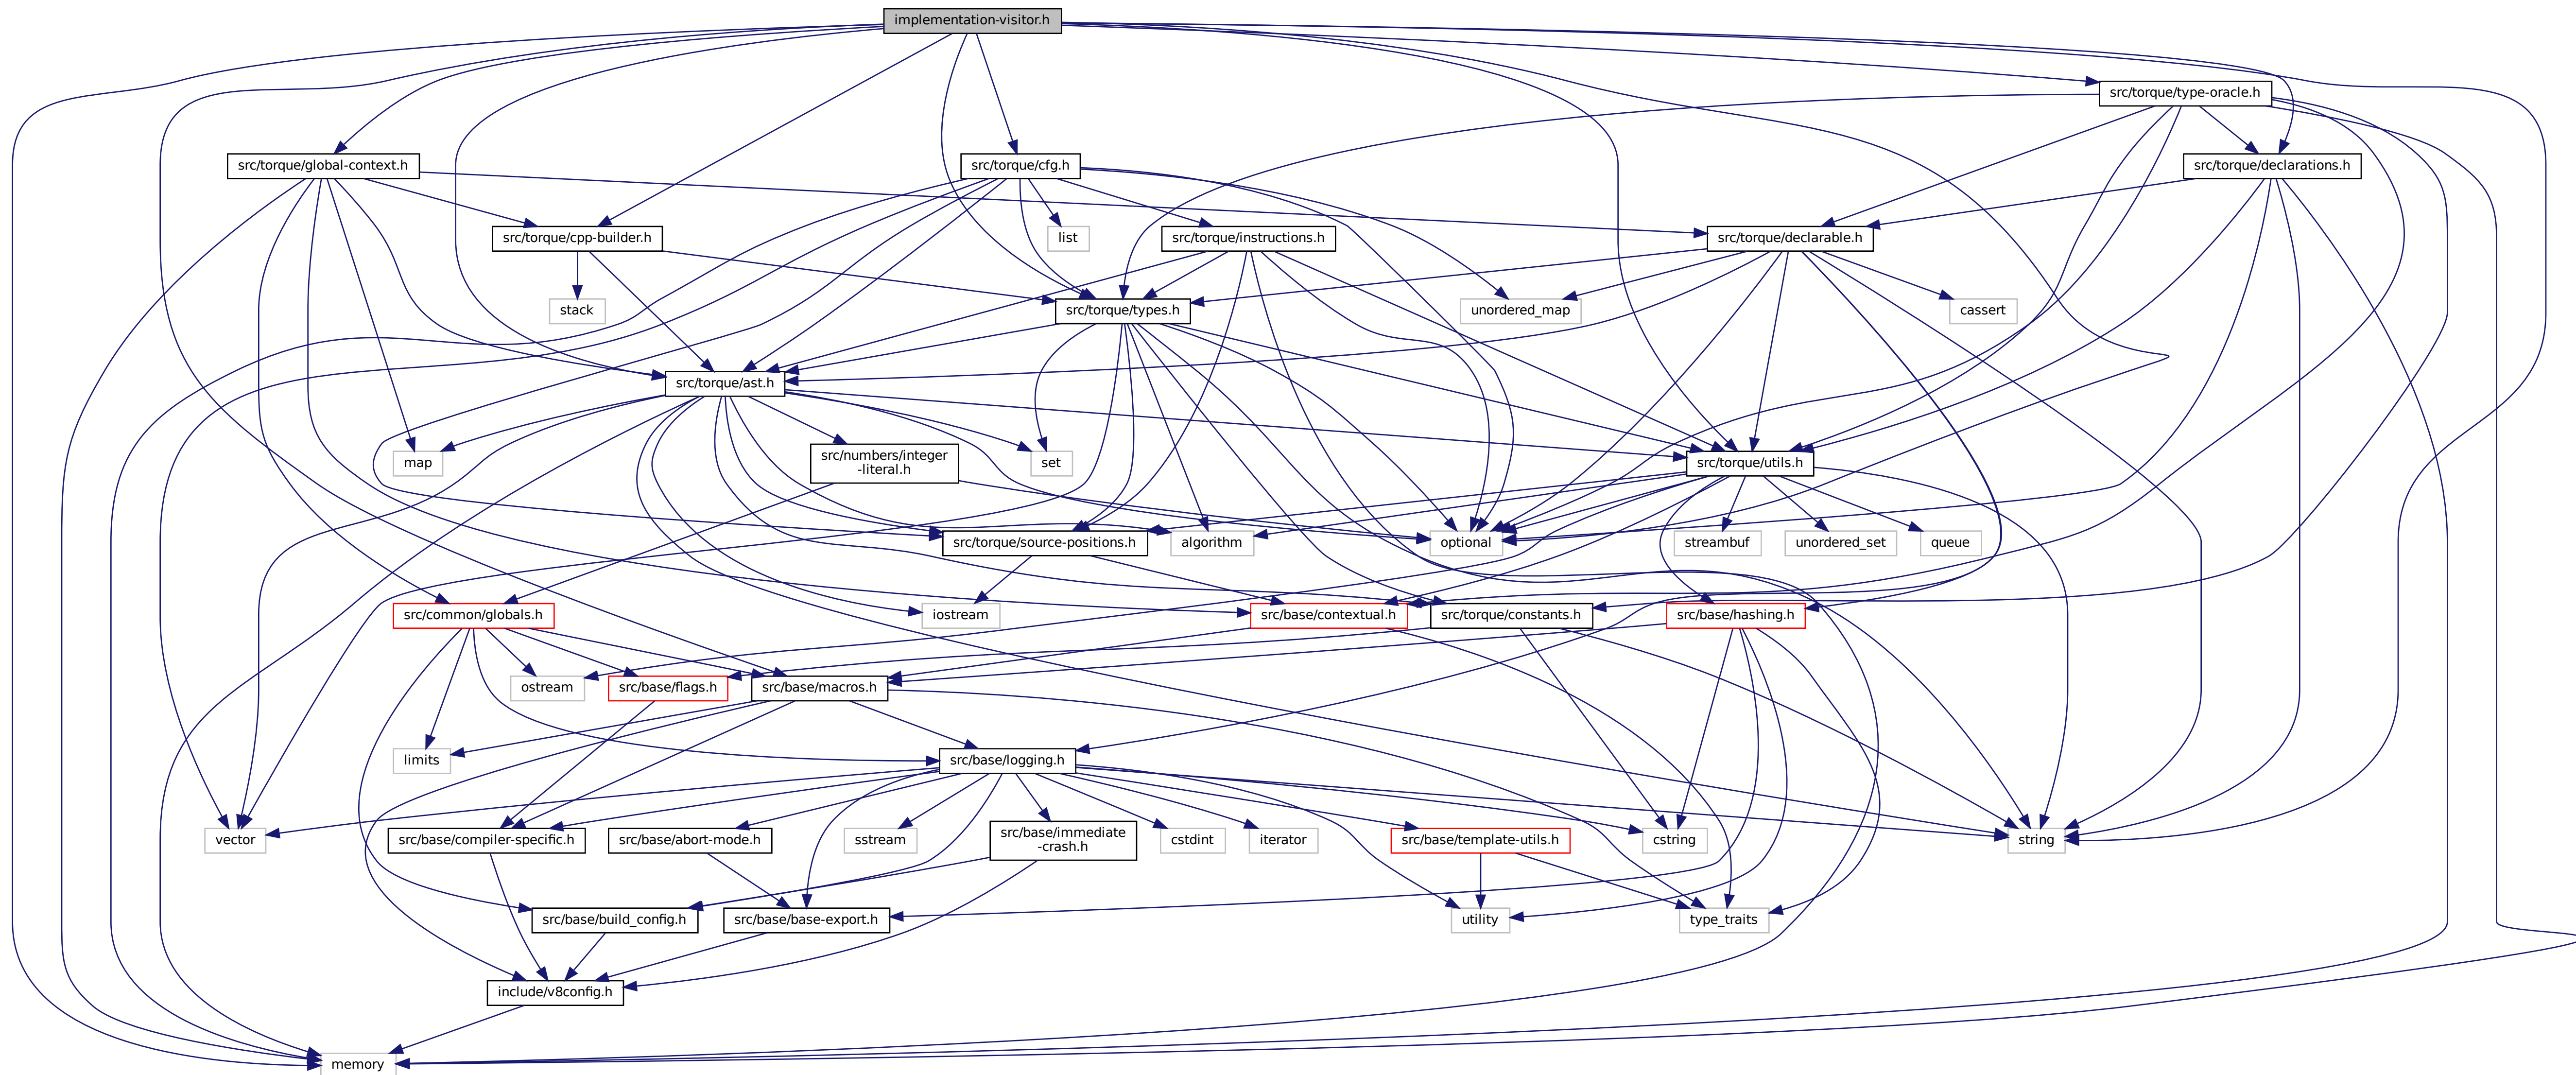 implementation-visitor.h
src/torque/type-oracle.h
src/torque/global-context.h
src/torque/cfg.h
src/torque/declarations.h
src/torque/cpp-builder.h
list
src/torque/instructions.h
src/torque/declarable.h
stack
src/torque/types.h
unordered_map
cassert
src/torque/ast.h
map
src/numbers/integer
-literal.h
set
src/torque/utils.h
src/torque/source-positions.h
algorithm
optional
streambuf
unordered_set
queue
src/common/globals.h
iostream
src/base/contextual.h
src/torque/constants.h
src/base/hashing.h
ostream
src/base/flags.h
src/base/macros.h
limits
src/base/logging.h
vector
src/base/compiler-specific.h
src/base/abort-mode.h
sstream
src/base/immediate
-crash.h
cstdint
iterator
src/base/template-utils.h
cstring
string
src/base/build_config.h
src/base/base-export.h
utility
type_traits
include/v8config.h
memory